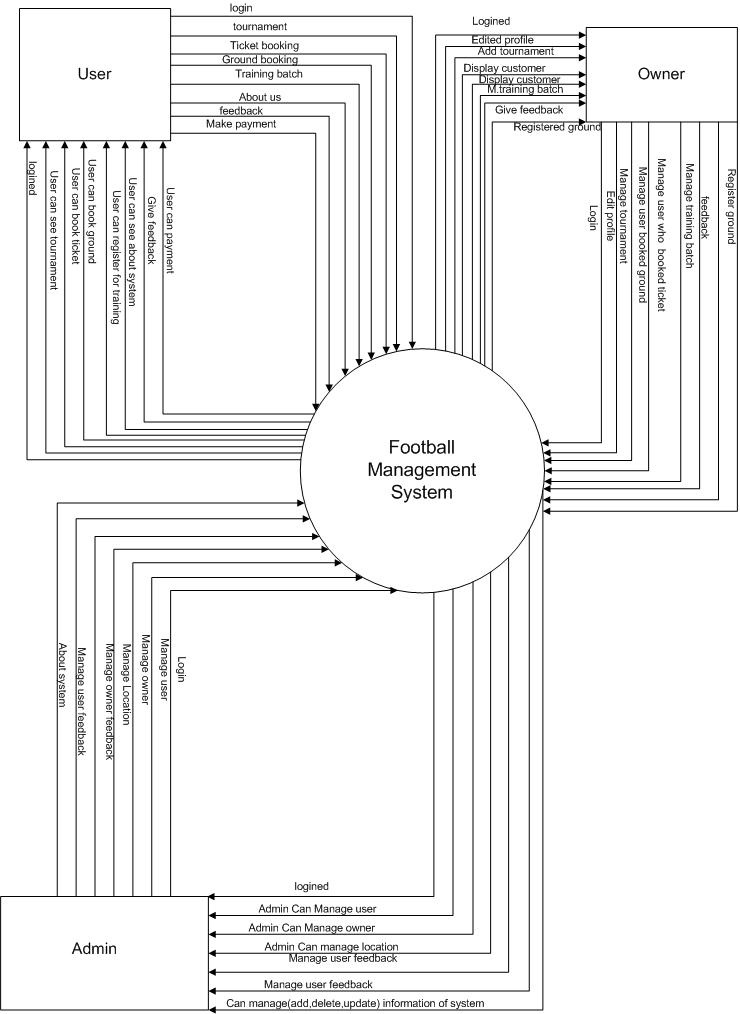 login
tournament
Ticket booking
Ground booking
Training batch
About us
feedback
Make payment
User
Logined
Edited profile
Add tournament
Display customer
Display customer
M.training batch
Give feedback
Registered ground
Owner
logined
User can see tournament
User can book ticket
User can book ground
User can register for training
User can see about system
Give feedback
User can payment
Login
Edit profile
Manage tournament
Manage user booked ground
Manage user who booked ticket
Manage training batch
feedback
Register ground
Football
Management
System
About system
Manage user feedback
Manage owner feedback
Manage Location
Manage owner
Manage user
Login
Admin
logined
Admin Can Manage user
Admin Can Manage owner
Admin Can manage location
Manage user feedback
Manage user feedback
Can manage(add,delete,update) information of system